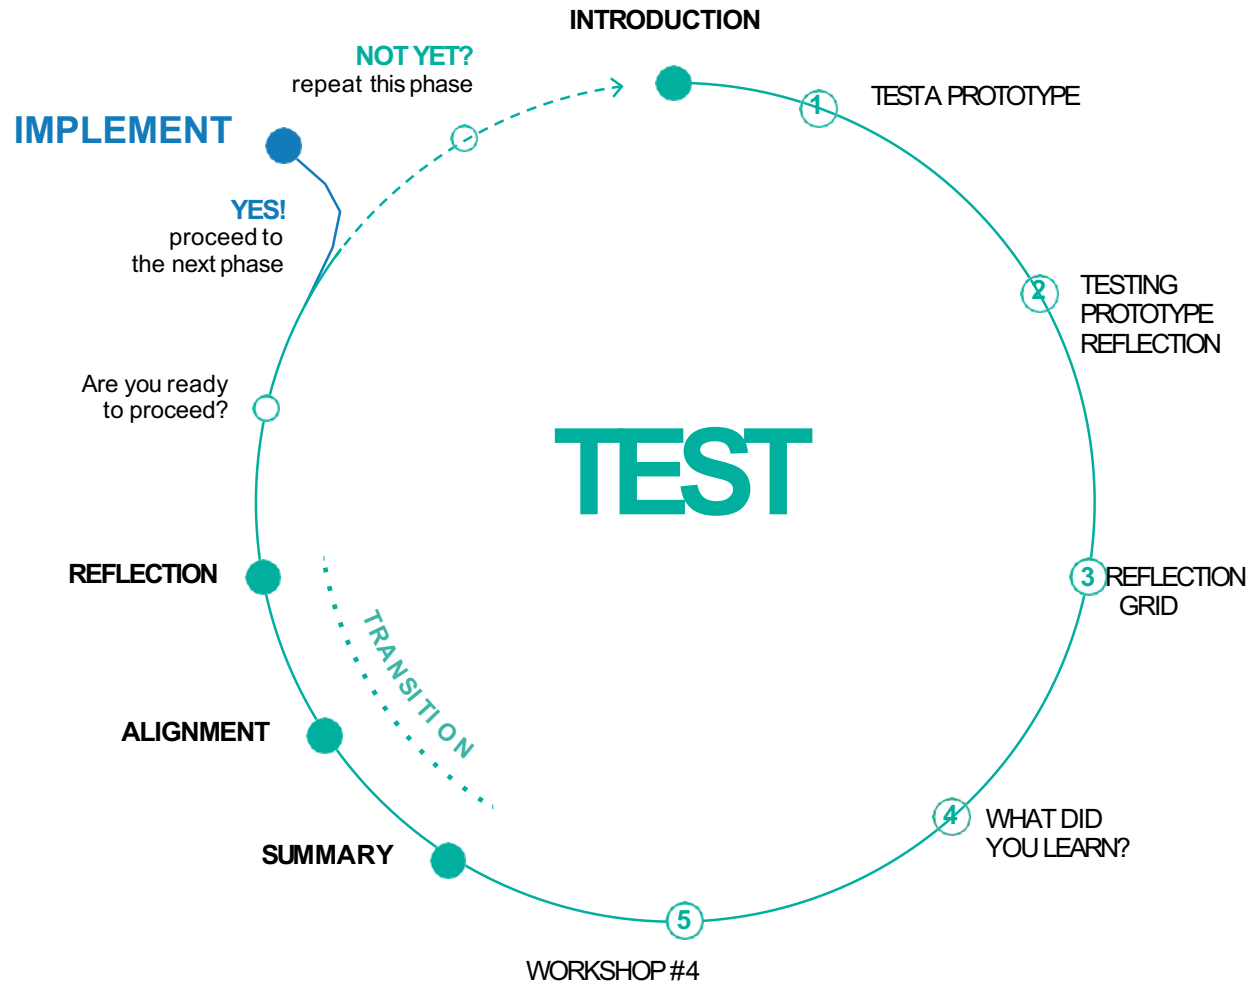 INTRODUCTION
NOT YET?
repeat this phase
IMPLEMENT
YES!
proceed to
the next phase
1
TEST A PROTOTYPE
2
TESTING
PROTOTYPE
REFLECTION
Are you ready
to proceed?
TEST
3
REFLECTION
GRID
REFLECTION
TRANSITION
ALIGNMENT
4
WHAT DID
YOU LEARN?
SUMMARY
5
WORKSHOP #4